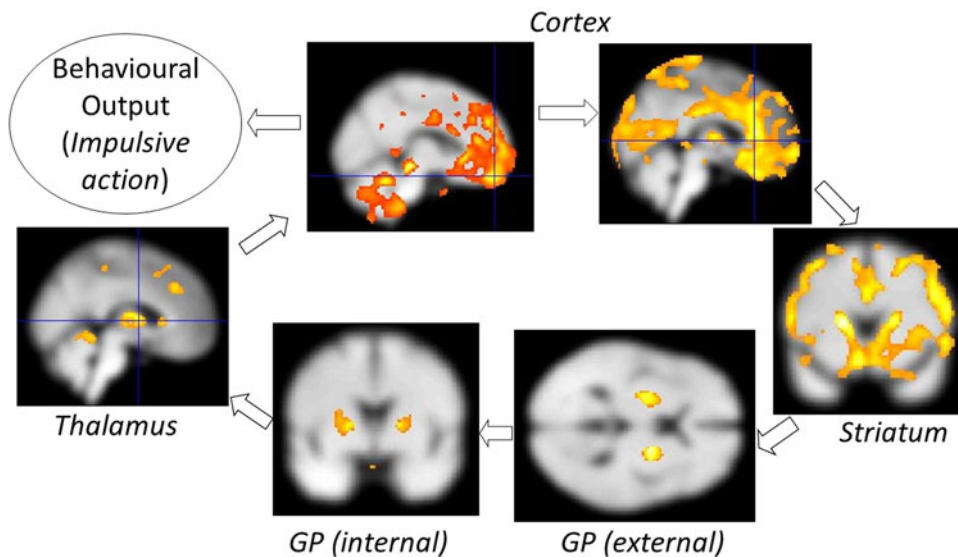 Cortex
Behavioural
Output
(Impulsive
action)
Thalamus
Striatum
GP (internal)
GP (external)